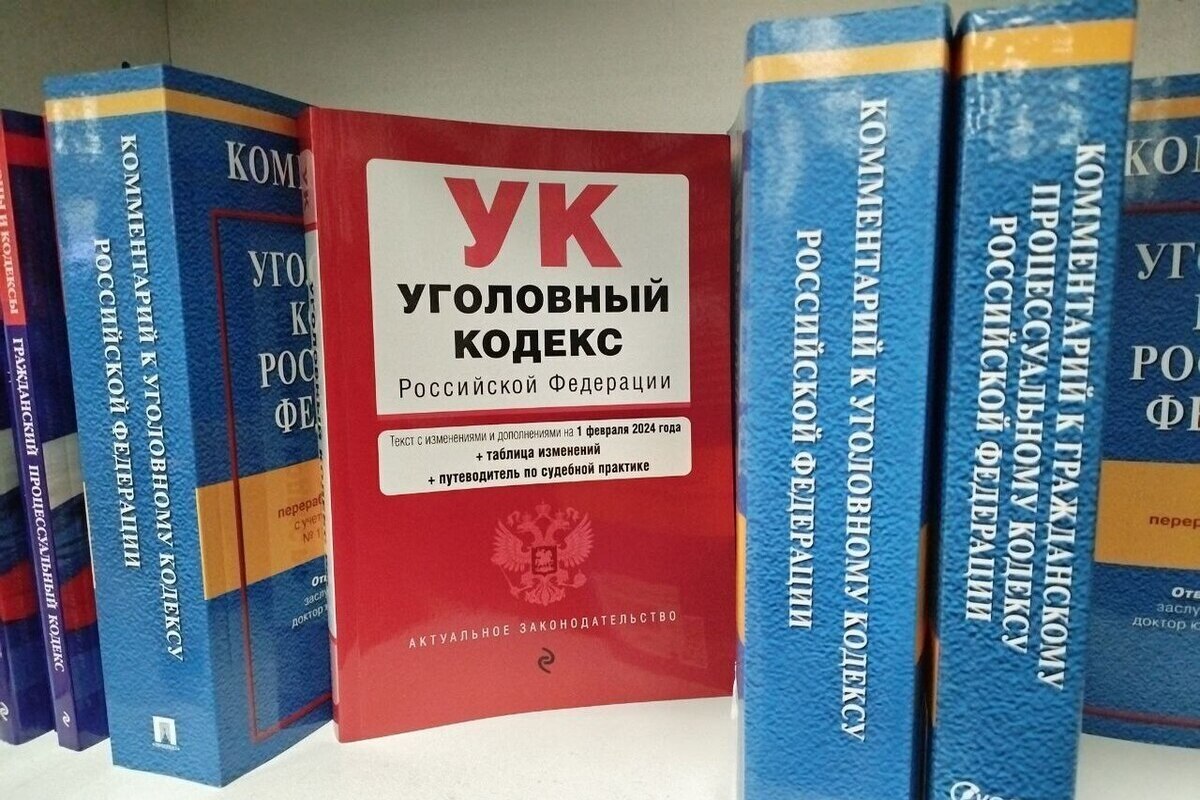 КОДЕКСЫ
ГРАЖДАНСКИЙ ПРОЦЕССУАЛЬНЫЙ КОДЕКС
КОММЕНТАРИЙ К УГОЛОВНОМУ КОДЕКСУ
РОССИЙСКОЙ ФЕДЕРАЦИИ
УК
УГОЛОВНЫЙ
КОДЕКС
Российской Федерации
Текст с изменениями и дополнениями на 1 февраля 2024 года
+ таблица изменений
+ путеводитель по судебной практике
АКТУАЛЬНОЕ ЗАКОНОДАТЕЛЬСТВО
КОММЕНТАРИЙ К УГОЛОВНОМУ КОДЕКСУ
РОССИЙСКОЙ ФЕДЕРАЦИИ
КОММЕНТАРИЙ К ГРАЖДАНСКОМУ
ПРОЦЕССУАЛЬНОМУ КОДЕКСУ
РОССИЙСКОЙ ФЕДЕРАЦИИ
доктор